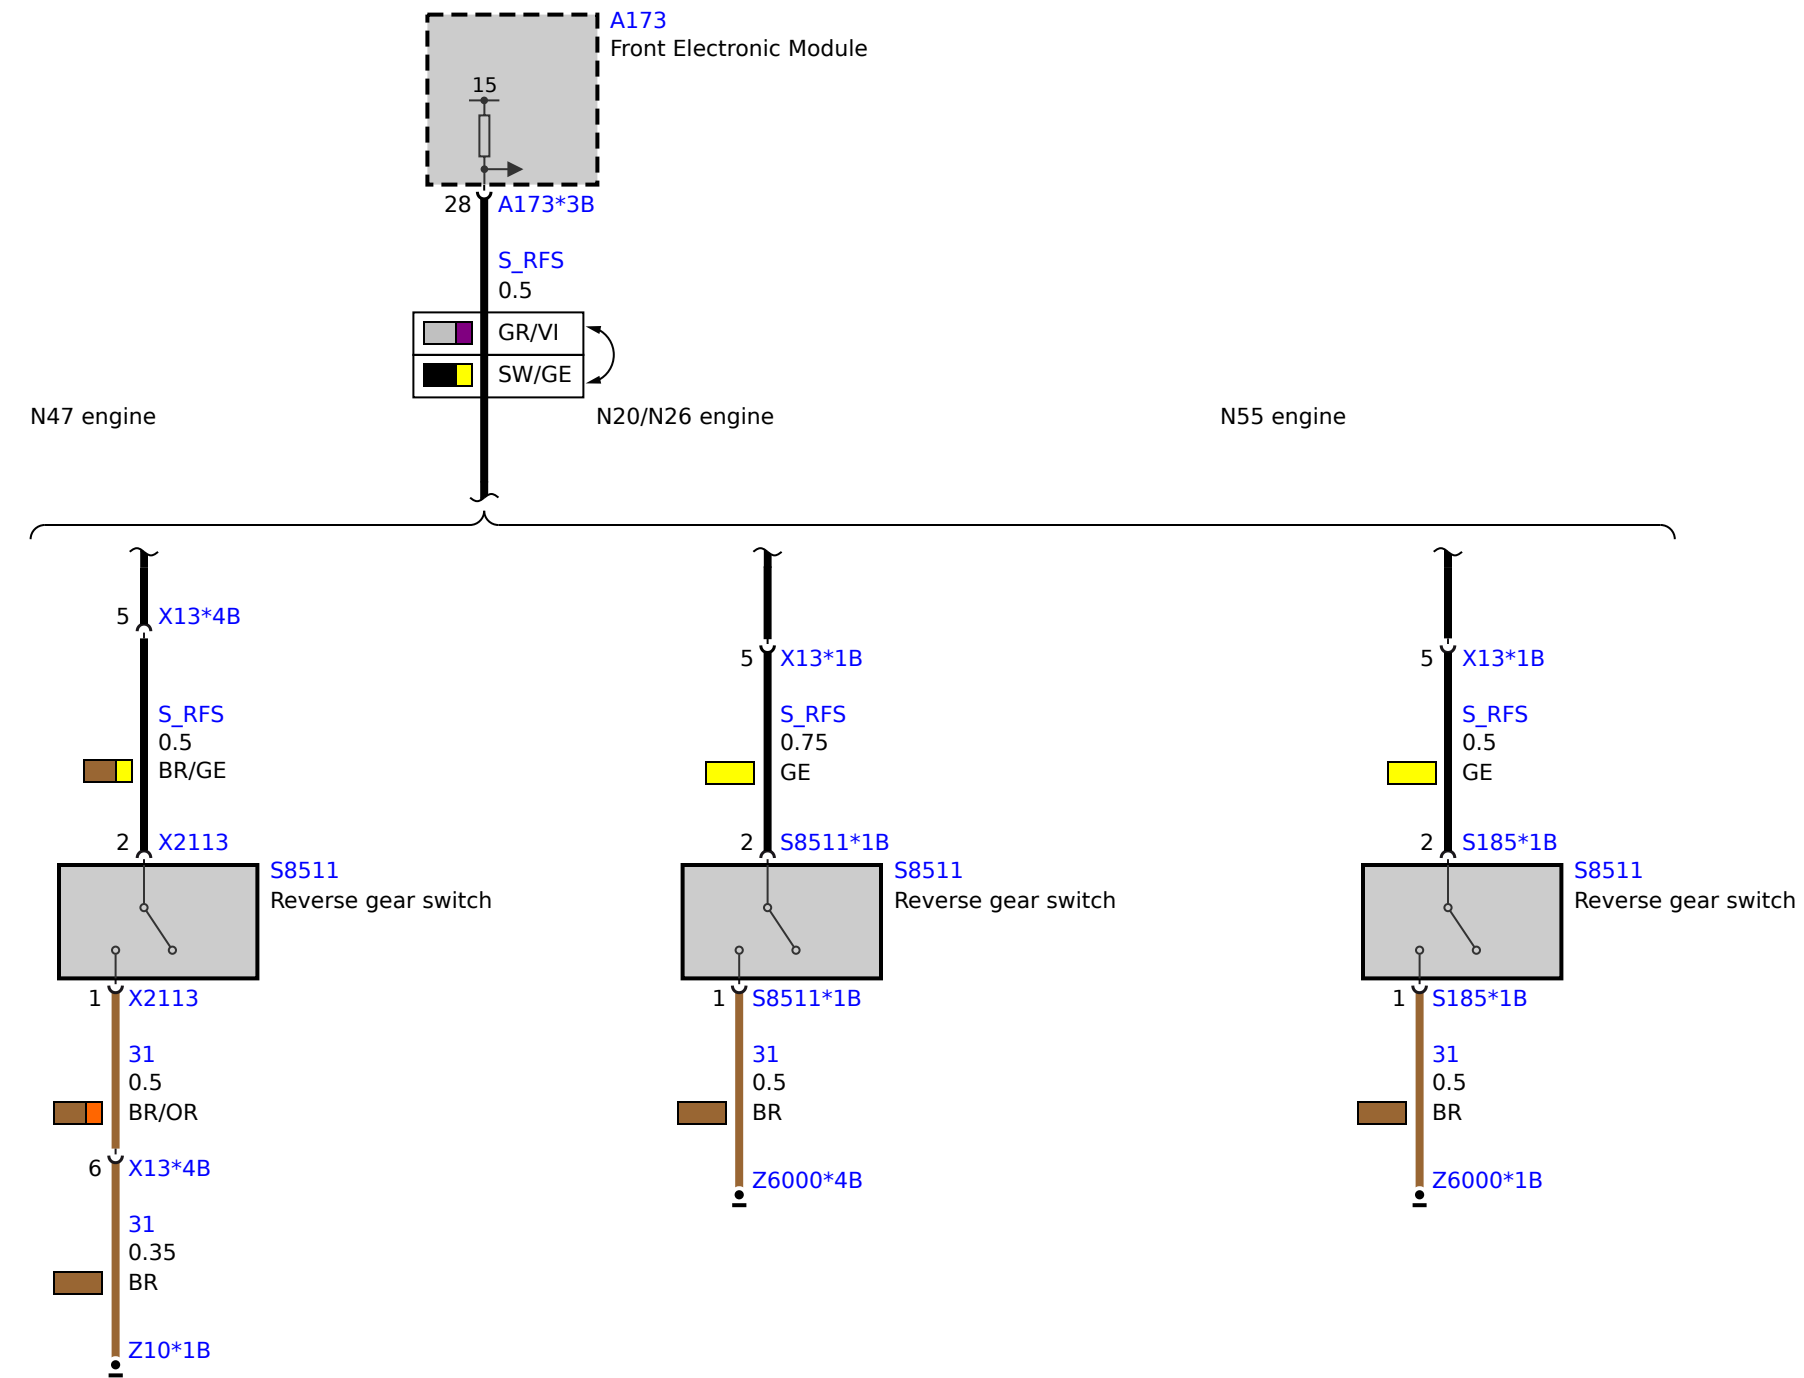 A173
Front Electronic Module
15
28 A173*3B
S_RFS
0.5
GR/VI
SW/GE
N47 engine
N20/N26 engine
N55 engine
5 X13*4B
S_RFS
0.5
BR/GE
2 X2113
S8511
Reverse gear switch
1 X2113
31
0.5
BR/OR
6 X13*4B
31
0.35
BR
Z10*1B
5 X13*1B
S_RFS
0.75
GE
2 S8511*1B
S8511
Reverse gear switch
1 S8511*1B
31
0.5
BR
Z6000*4B
5 X13*1B
S_RFS
0.5
GE
2 S185*1B
S8511
Reverse gear switch
1 S185*1B
31
0.5
BR
Z6000*1B